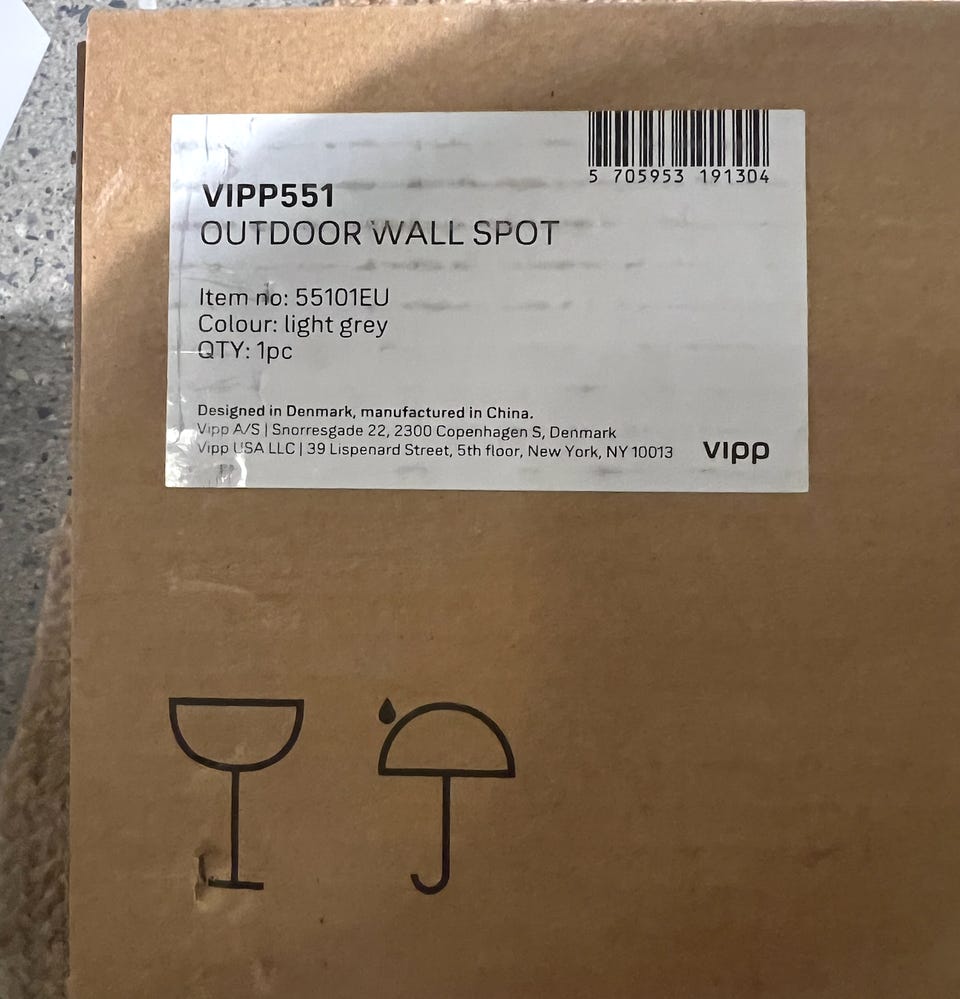 5 705953 191304
VIPP551
OUTDOOR WALL SPOT
Item no: 55101EU
Colour: light grey
QTY: 1pc
Designed in Denmark, manufactured in China.
Vipp A/S | Snorresgade 22, 2300 Copenhagen S, Denmark
Vipp USA LLC | 39 Lispenard Street, 5th floor, New York, NY 10013
vipp